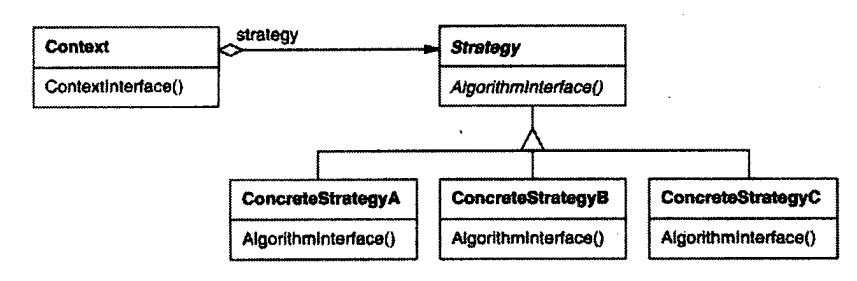 strategy
Context
Strategy
ContextInterface()
AlgorithmInterface()
ConcreteStrategyA
ConcreteStrategyB
ConcreteStrategyC
AlgorithmInterface()
AlgorithmInterface()
AlgorithmInterface()